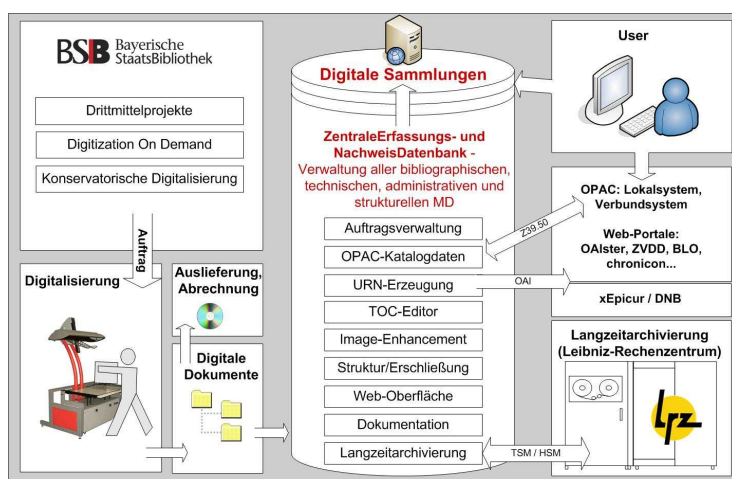 BSB Bayerische
StaatsBibliothek
Drittmittelprojekte
Digitization On Demand
Konservatorische Digitalisierung
Auftrag
Digitalisierung
Auslieferung,
Abrechnung
Digitale
Dokumente
Digitale Sammlungen
ZentraleErfassungs- und
NachweisDatenbank -
Verwaltung aller bibliographischen,
technischen, administrativen und
strukturellen MD
Auftragsverwaltung
OPAC-Katalogdaten
URN-Erzeugung
TOC-Editor
Image-Enhancement
Struktur/Erschließung
Web-Oberfläche
Dokumentation
Langzeitarchivierung
Z39.50
OAI
TSM / HSM
User
OPAC: Lokalsystem,
Verbundsystem
Web-Portale:
OAIster, ZVDD, BLO,
chronicon...
xEpicur / DNB
Langzeitarchivierung
(Leibniz-Rechenzentrum)
lrz